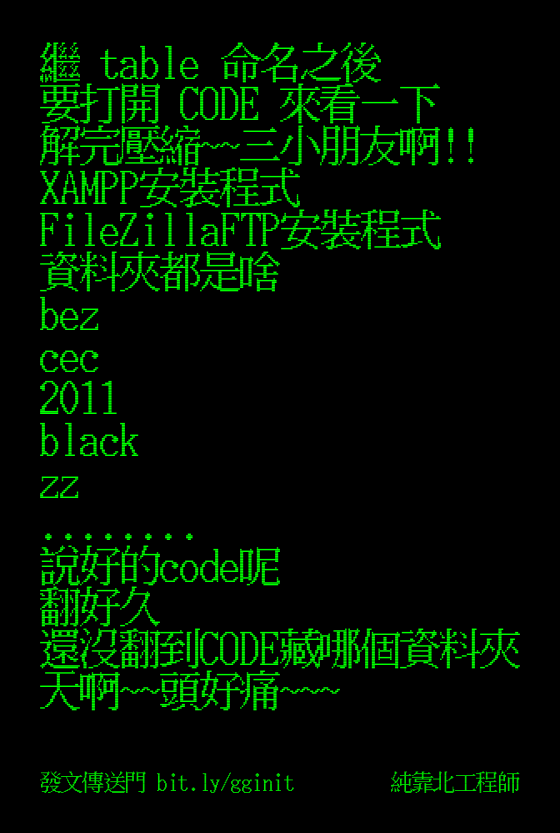 繼 table 命名之後
要打開 CODE 來看一下
解完壓縮~~三小朋友啊!!
XAMPP安裝程式
FileZillaFTP安裝程式
資料夾都是啥
bez
cec
2011
black
zz
........
說好的code呢
翻好久
還沒翻到CODE藏哪個資料夾
天啊~~頭好痛~~~
發文傳送門 bit.ly/gginit
純靠北工程師